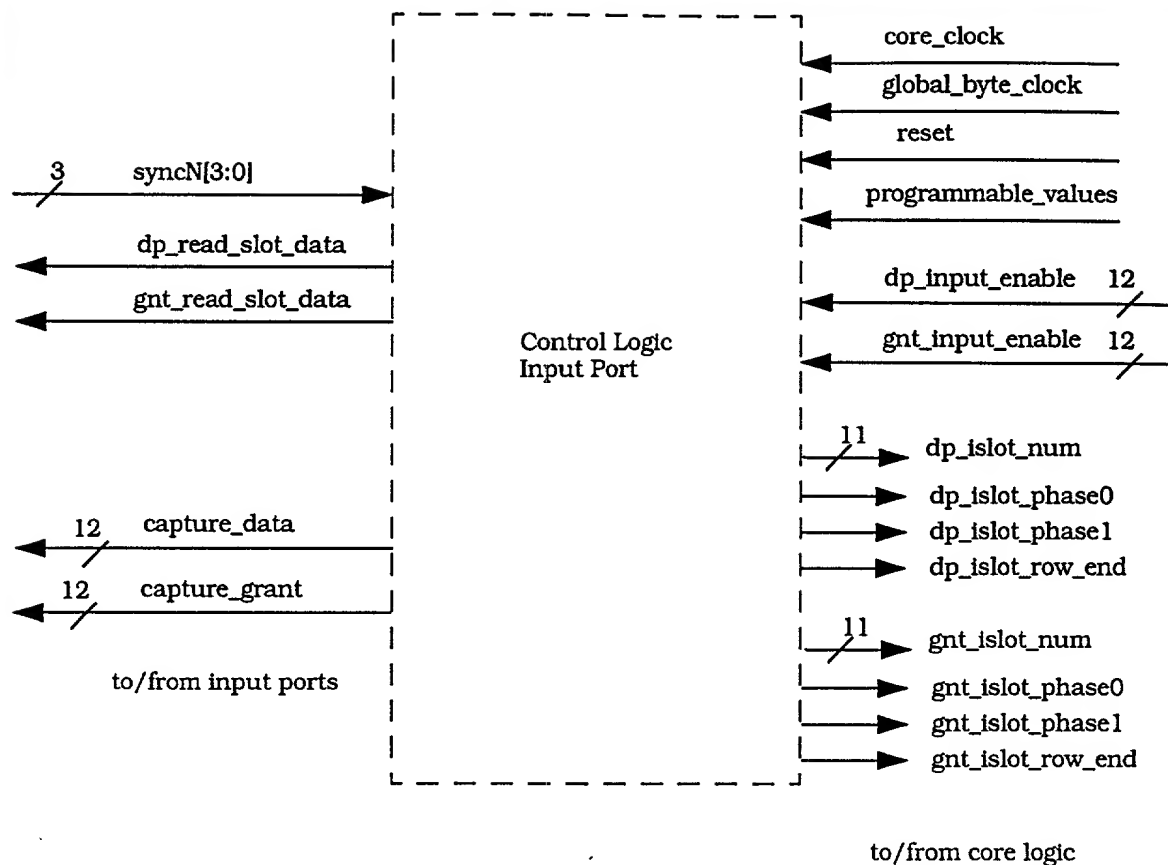 core_clock
global_byte_clock
reset
3 syncN[3:0]
programmable_values
dp_read_slot_data
dp_input_enable 12
gnt_read_slot_data
gnt_input_enable 12
Control Logic
Input Port
11
dp_islot_num
dp_islot_phase0
12 capture_data
dp_islot_phase1
dp_islot_row_end
12 capture_grant
11
gnt_islot_num
to/from input ports
gnt_islot_phase0
gnt_islot_phase1
gnt_islot_row_end
to/from core logic